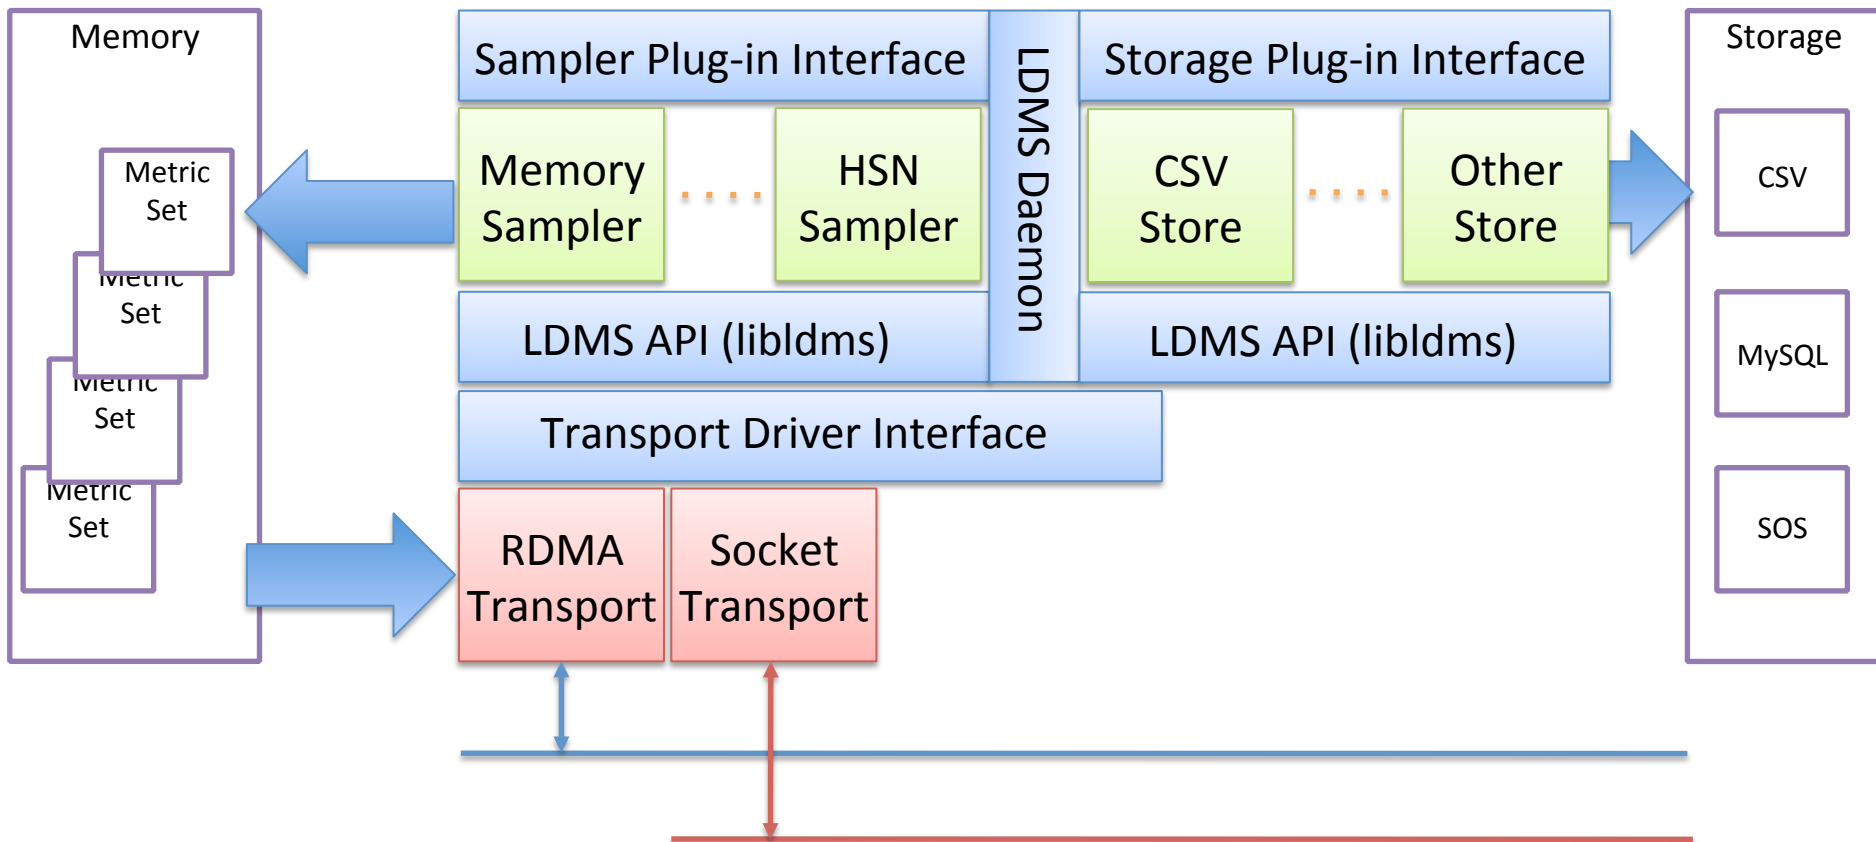 Memory
Metric
Set
Metric
Set
Metric
Set
Metric
Set
Sampler Plug-in Interface
Memory
Sampler
HSN
Sampler
LDMS API (libldms)
LDMS Daemon
Storage Plug-in Interface
CSV
Store
Other
Store
LDMS API (libldms)
Transport Driver Interface
RDMA
Transport
Socket
Transport
Storage
CSV
MySQL
SOS